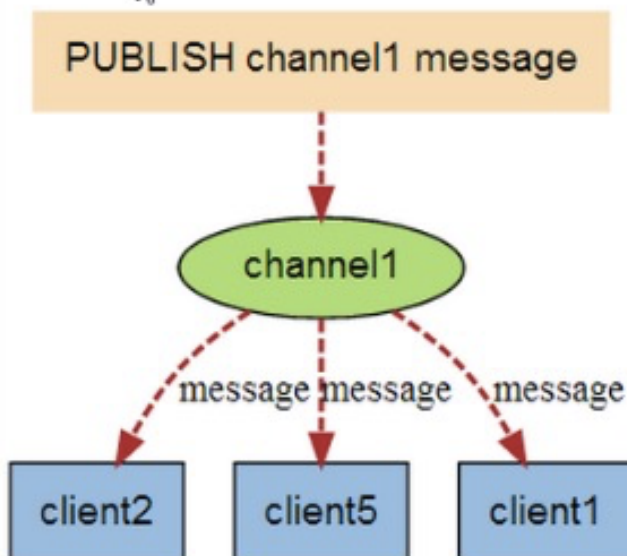 PUBLISH channel1 message
channel1
message message message
client2 client5 client1